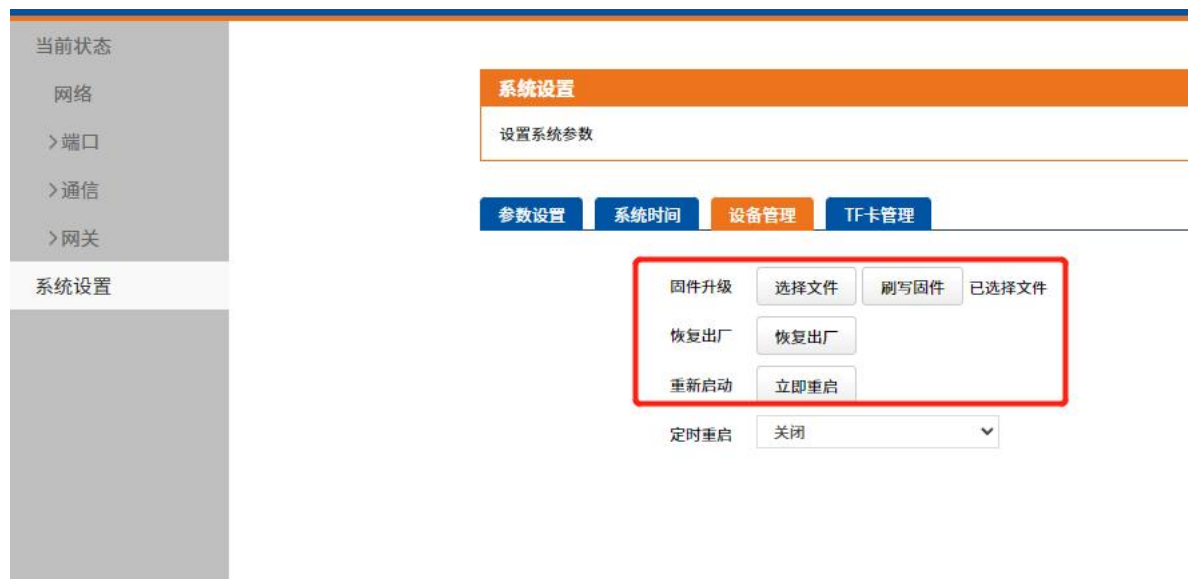 当前状态
网络
>端口
>通信
>网关
系统设置
系统设置
设置系统参数
参数设置 系统时间 设备管理 TF卡管理
固件升级 选择文件 刷写固件 已选择文件
恢复出厂 恢复出厂
重新启动 立即重启
定时重启 关闭